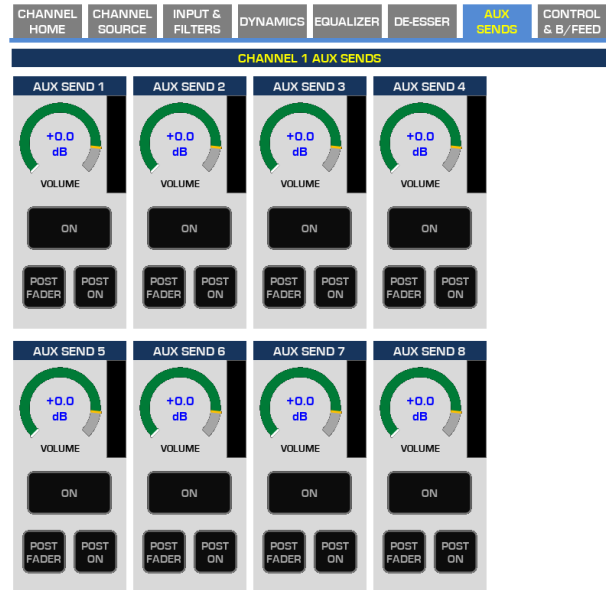 CHANNEL HOME
CHANNEL SOURCE
INPUT & FILTERS
DYNAMICS
EQUALIZER
DE-ESSER
AUX SENDS
CONTROL & B/FEED
CHANNEL 1 AUX SENDS
AUX SEND 1
AUX SEND 2
AUX SEND 3
AUX SEND 4
+0.0
dB
+0.0
dB
+0.0
dB
+0.0
dB
VOLUME
VOLUME
VOLUME
VOLUME
ON
ON
ON
ON
POST FADER
POST ON
POST FADER
POST ON
POST FADER
POST ON
POST FADER
POST ON
AUX SEND 5
AUX SEND 6
AUX SEND 7
AUX SEND 8
+0.0
dB
+0.0
dB
+0.0
dB
+0.0
dB
VOLUME
VOLUME
VOLUME
VOLUME
ON
ON
ON
ON
POST FADER
POST ON
POST FADER
POST ON
POST FADER
POST ON
POST FADER
POST ON